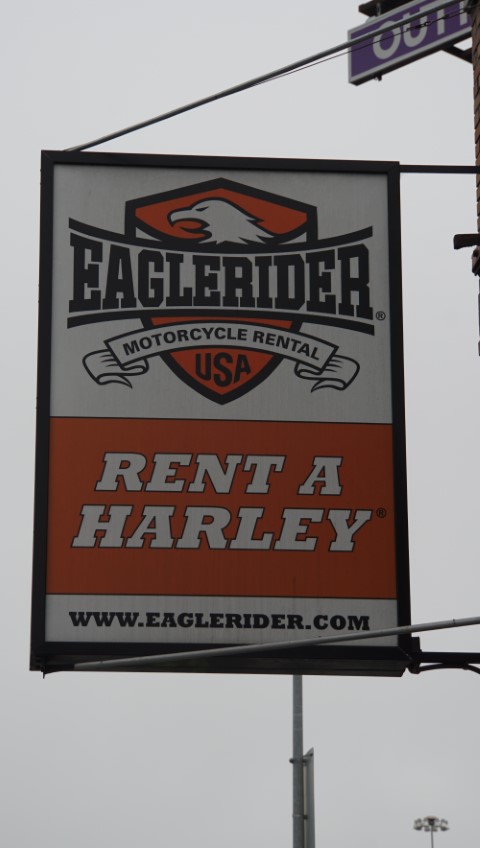 EAGLERIDER®
MOTORCYCLE RENTAL
USA
RENT A
HARLEY®
WWW.EAGLERIDER.COM